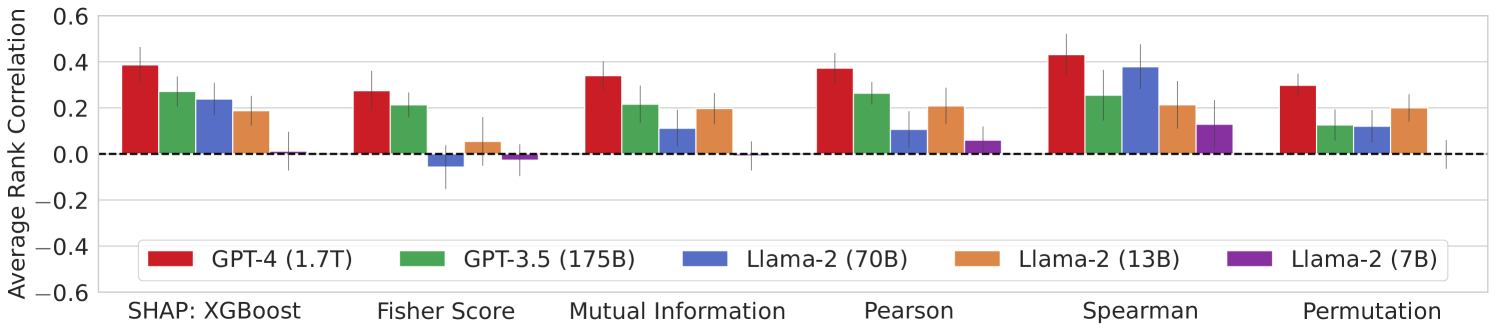 Average Rank Correlation
0.6
0.4
0.2
0.0
−0.2
−0.4
−0.6
GPT-4 (1.7T) GPT-3.5 (175B) Llama-2 (70B) Llama-2 (13B) Llama-2 (7B)
SHAP: XGBoost Fisher Score Mutual Information Pearson Spearman Permutation